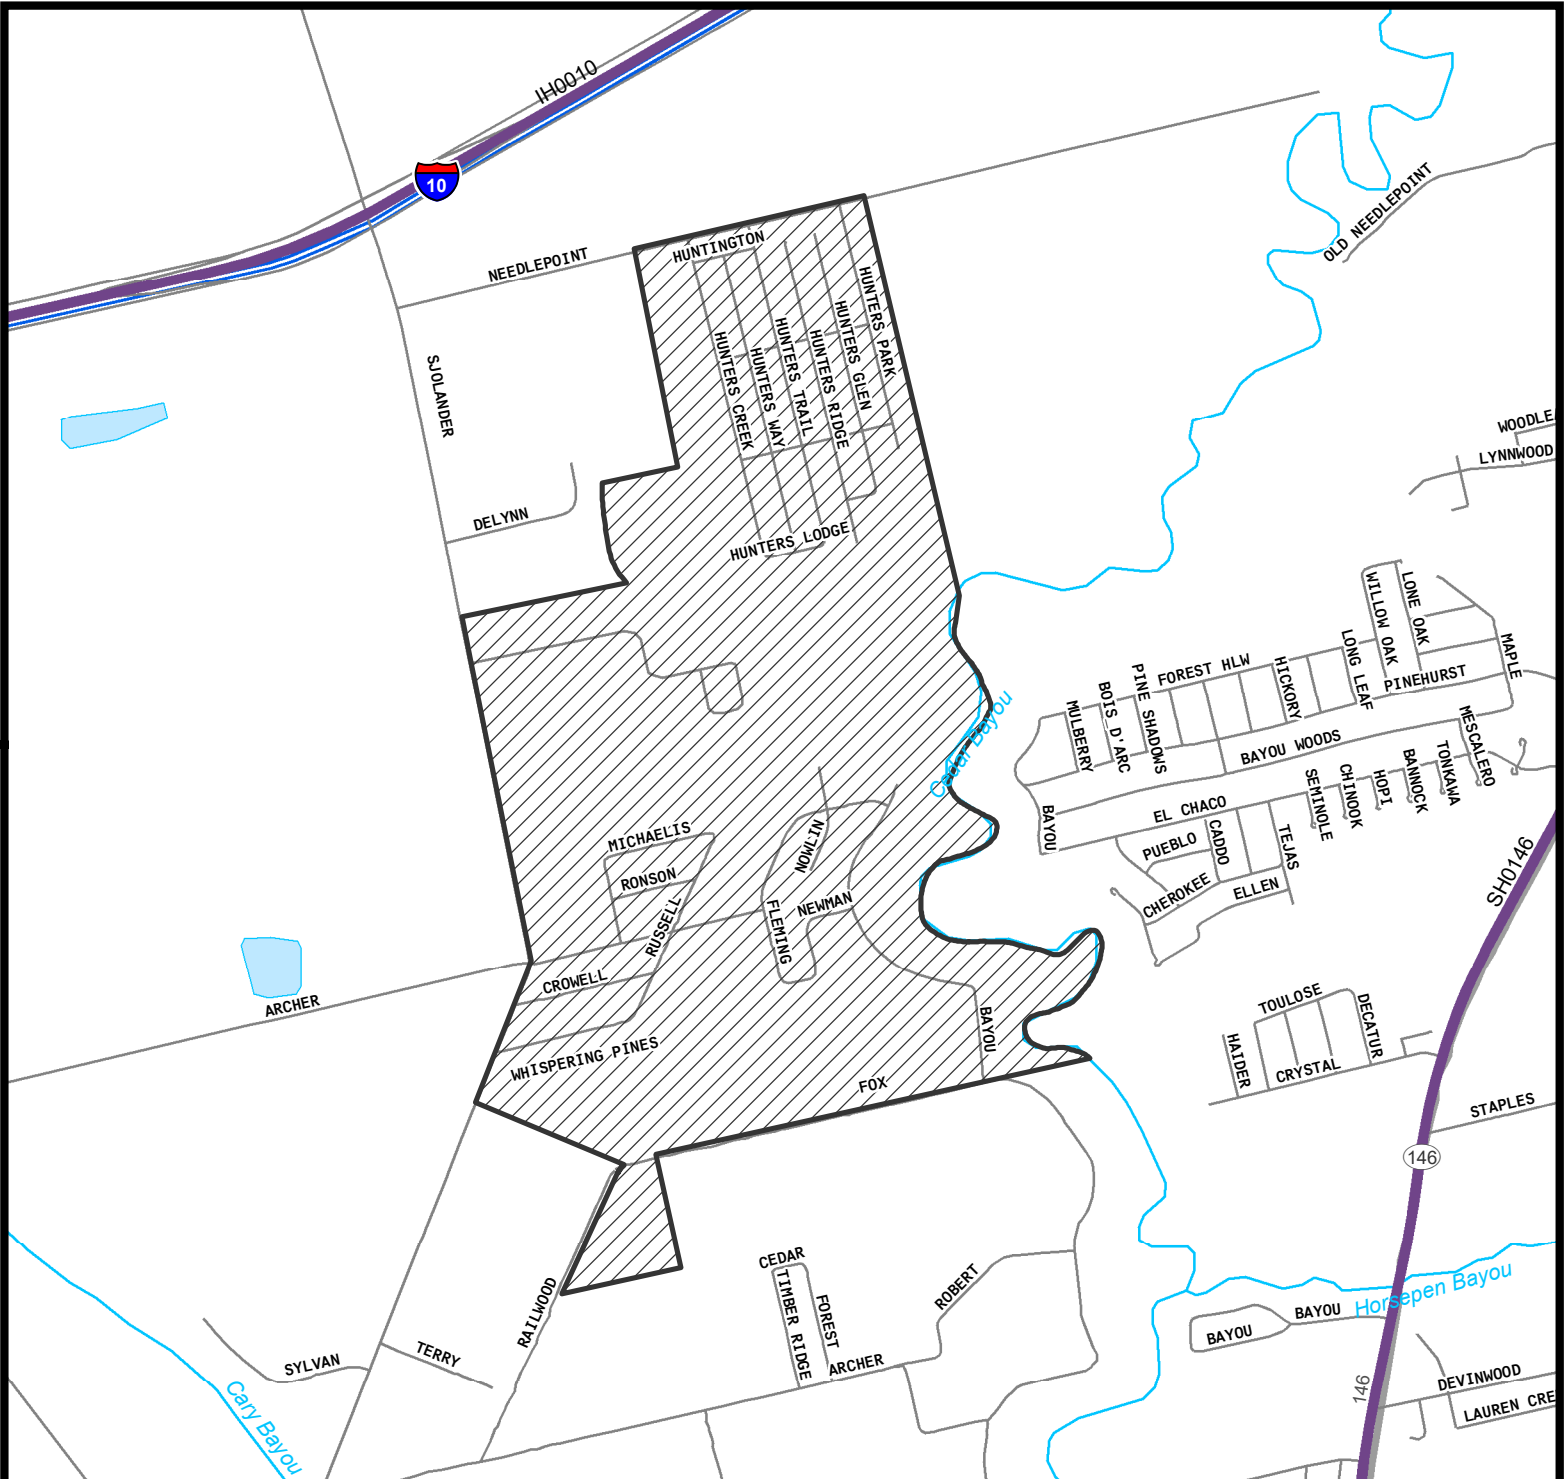 IH0010
10
OLD NEEDLEPOINT
HUNTINGTON
NEEDLEPOINT
HUNTERS PARK
HUNTERS GLEN
HUNTERS RIDGE
HUNTERS TRAIL
HUNTERS WAY
HUNTERS CREEK
SJOLANDER
WOODLE
LYNNWOOD
DELYNN
HUNTERS LODGE
LONE OAK
WILLOW OAK
LONG LEAF
MAPLE
FOREST HLW
HICKORY
PINEHURST
PINE SHADOWS
BOIS D'ARC
MULBERRY
Cedar Bayou
BAYOU WOODS
MESCALERO
TONKAWA
BANNOCK
HOPI
CHINOOK
SEMINOLE
EL CHACO
BAYOU
PUEBLO
CADDO
TEJAS
CHEROKEE
ELLEN
SH0146
MICHAELIS
NOWLIN
RONSON
RUSSELL
NEWMAN
FLEMING
CROWELL
ARCHER
BAYOU
TOULOSE
DECATUR
HAIDER
CRYSTAL
WHISPERING PINES
FOX
STAPLES
146
CEDAR
TIMBER RIDGE
FOREST
ROBERT
RAILWOOD
Horsepen Bayou
BAYOU
BAYOU
SYLVAN
TERRY
ARCHER
Cary Bayou
146
DEVINWOOD
LAUREN CRE